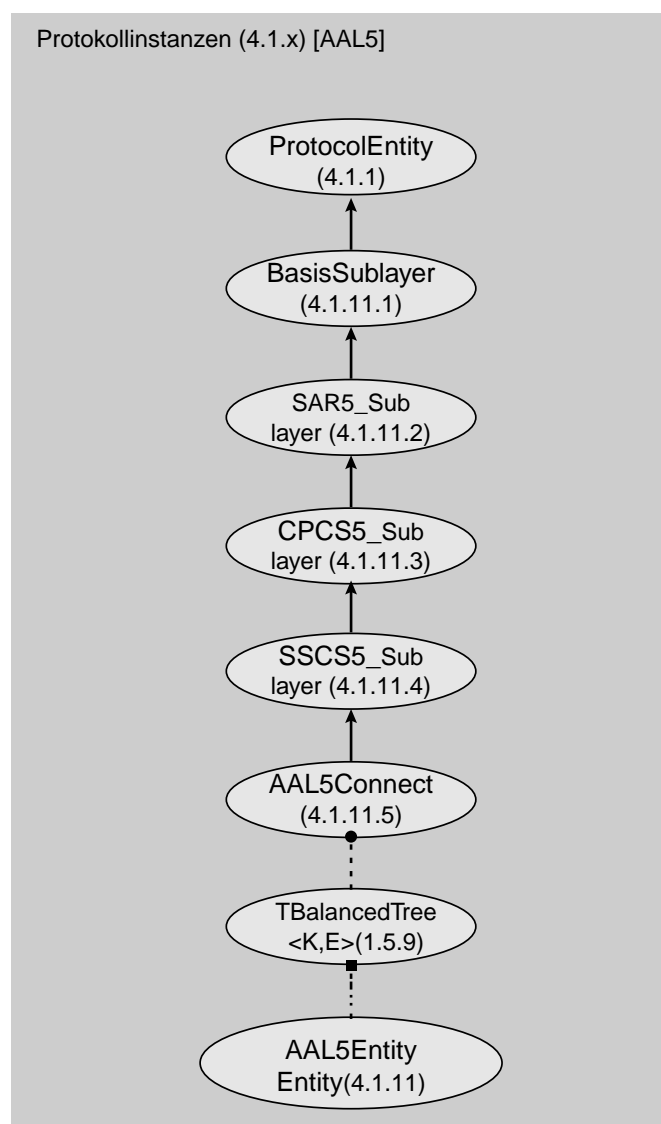 Protokollinstanzen (4.1.x) [AAL5]
ProtocolEntity
(4.1.1)
BasisSublayer
(4.1.11.1)
SAR5_Sub
layer (4.1.11.2)
CPCS5_Sub
layer (4.1.11.3)
SSCS5_Sub
layer (4.1.11.4)
AAL5Connect
(4.1.11.5)
TBalancedTree
<K,E>(1.5.9)
AAL5Entity
Entity(4.1.11)